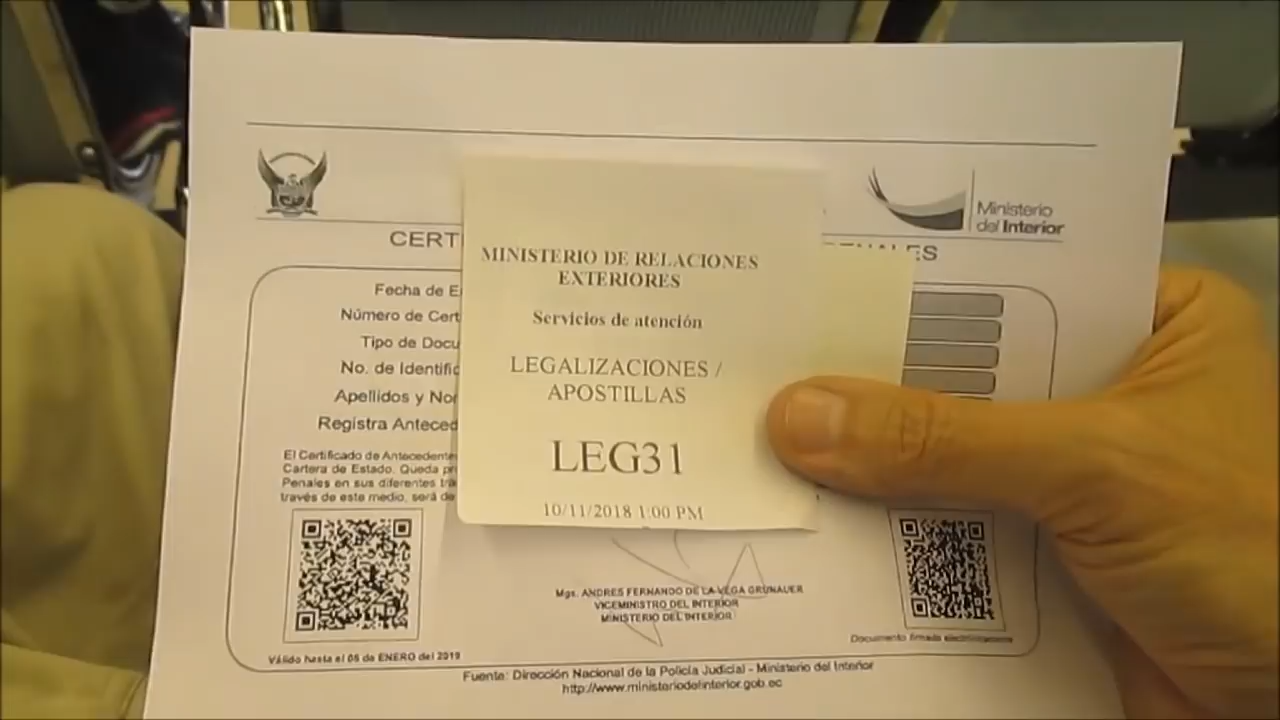 Ministerio
del Interior
CERT
MINISTERIO DE RELACIONES
EXTERIORES
Servicios de atención
LEGALIZACIONES /
APOSTILLAS
LEG31
10/11/2018 1:00 PM
Fecha de E
Número de Cert
Tipo de Docu
No. de Identific
Apellidos y Nor
Registra Anteced
El Certificado de Antecedente
Cartera de Estado. Queda pr
Penales en sus diferentes trá
través de este medio, será de
Mgs. ANDRES FERNANDO DE LA VEGA GRUNAUER
VICEMINISTRO DEL INTERIOR
MINISTERIO DEL INTERIOR
Válido hasta el 05 de ENERO del 2019
Documento firmado electrónicamente
Fuente: Dirección Nacional de la Policía Judicial - Ministerio del Interior
http://www.ministeriodelinterior.gob.ec